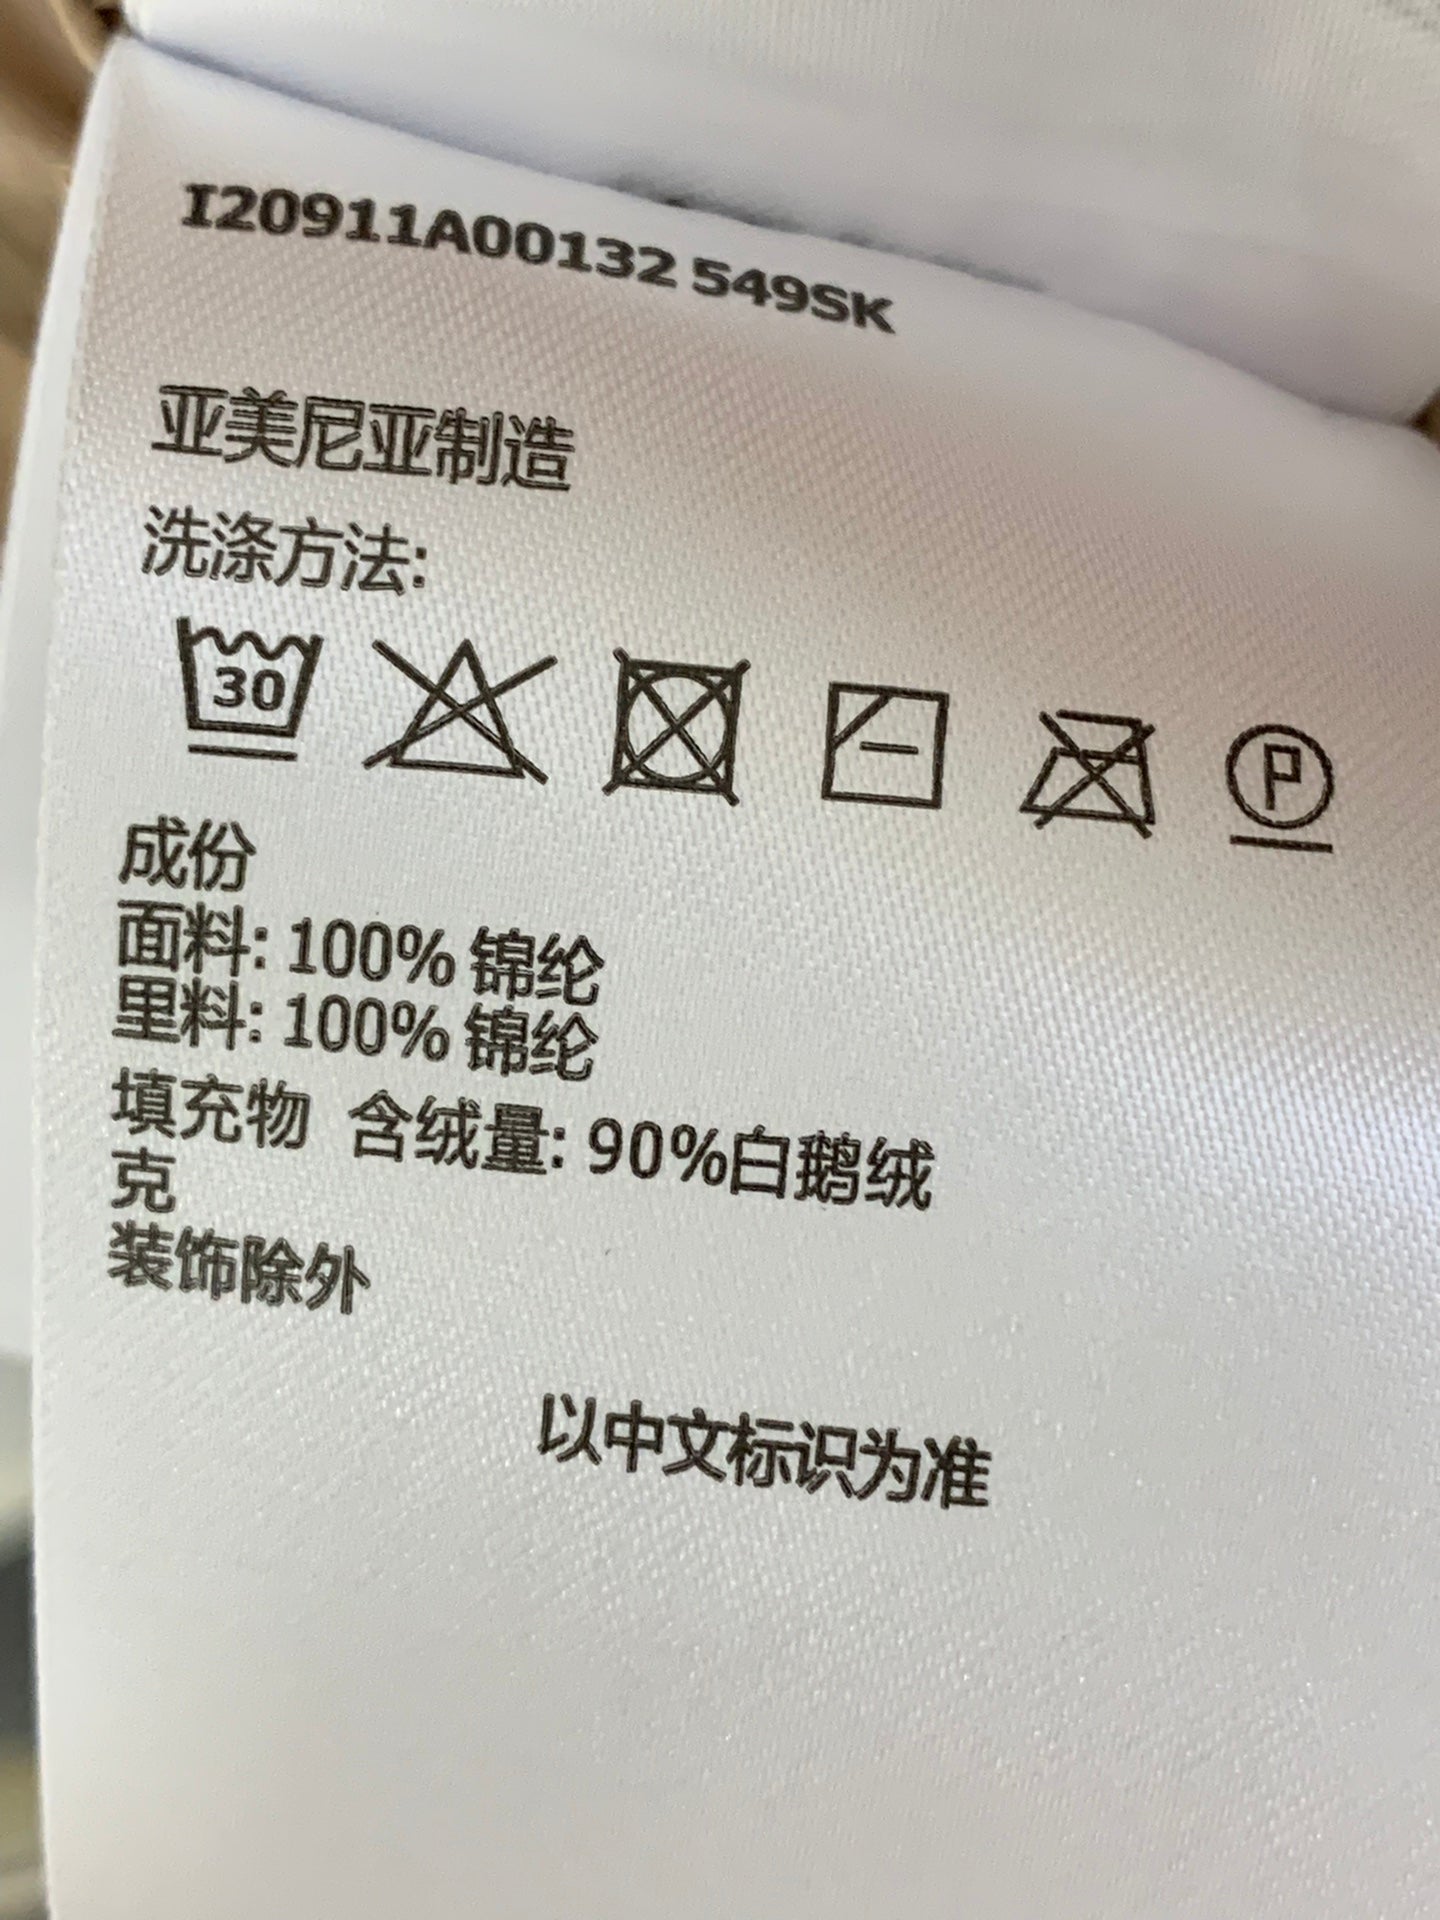 I20911A00132 549SK
亚美尼亚制造
洗涤方法:
30 P
成份
面料: 100% 锦纶
里料: 100% 锦纶
填充物 含绒量: 90%白鹅绒
克
装饰除外
以中文标识为准